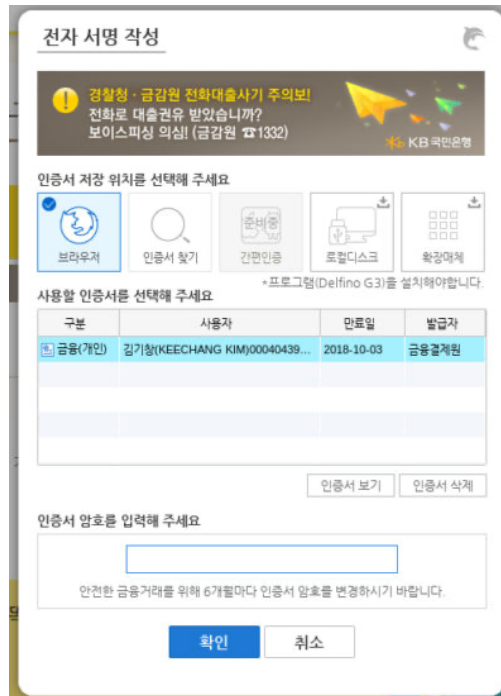 전자 서명 작성
경찰청 · 금감원 전화대출사기 주의보!
전화로 대출권유 받았습니까?
보이스피싱 의심! (금감원 ☎1332)
KB국민은행
인증서 저장 위치를 선택해 주세요
브라우저 인증서 찾기 준비중 간편인증 로컬디스크 확장매체
*프로그램(Delfino G3)을 설치해야합니다.
사용할 인증서를 선택해 주세요
구분 사용자 만료일 발급자
금융(개인) 김기창(KEECHANG KIM)00040439... 2018-10-03 금융결제원
인증서 보기 인증서 삭제
인증서 암호를 입력해 주세요
안전한 금융거래를 위해 6개월마다 인증서 암호를 변경하시기 바랍니다.
확인 취소